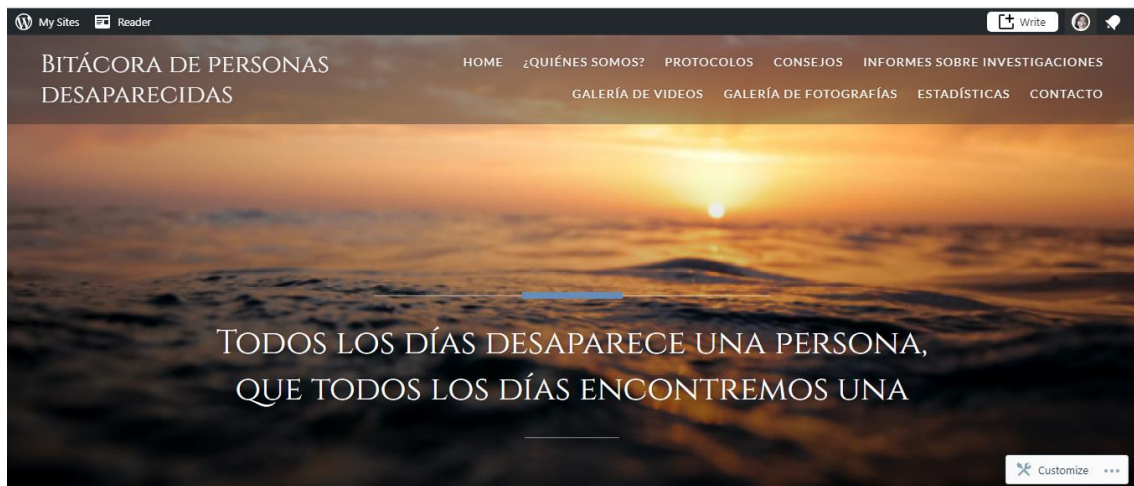 My Sites Reader Write
BITÁCORA DE PERSONAS
DESAPARECIDAS
HOME ¿QUIÉNES SOMOS? PROTOCOLOS CONSEJOS INFORMES SOBRE INVESTIGACIONES
GALERÍA DE VIDEOS GALERÍA DE FOTOGRAFÍAS ESTADÍSTICAS CONTACTO
TODOS LOS DÍAS DESAPARECE UNA PERSONA,
QUE TODOS LOS DÍAS ENCONTREMOS UNA
Customize